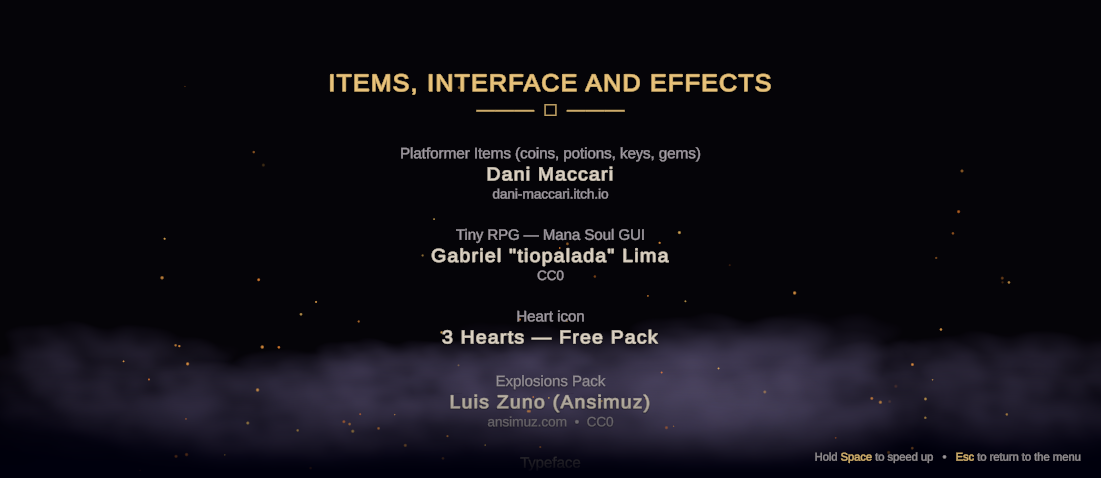 ITEMS, INTERFACE AND EFFECTS
Platformer Items (coins, potions, keys, gems)
Dani Maccari
dani-maccari.itch.io
Tiny RPG — Mana Soul GUI
Gabriel "tiopalada" Lima
CC0
Heart icon
3 Hearts — Free Pack
Explosions Pack
Luis Zuno (Ansimuz)
ansimuz.com • CC0
Hold Space to speed up • Esc to return to the menu
Typeface